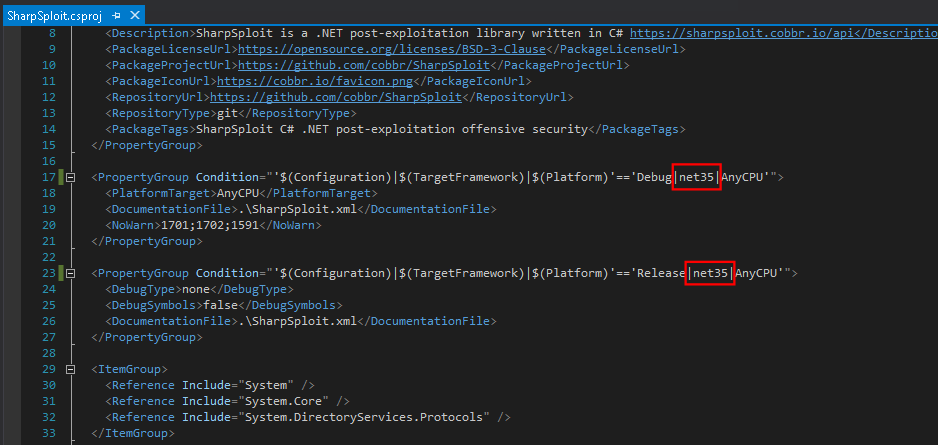 SharpSploit.csproj
8 <Description>SharpSploit is a .NET post-exploitation library written in C# https://sharpsploit.cobbr.io/api</Descriptio
9 <PackageLicenseUrl>https://opensource.org/licenses/BSD-3-Clause</PackageLicenseUrl>
10 <PackageProjectUrl>https://github.com/cobbr/SharpSploit</PackageProjectUrl>
11 <PackageIconUrl>https://cobbr.io/favicon.png</PackageIconUrl>
12 <RepositoryUrl>https://github.com/cobbr/SharpSploit</RepositoryUrl>
13 <RepositoryType>git</RepositoryType>
14 <PackageTags>SharpSploit C# .NET post-exploitation offensive security</PackageTags>
15 </PropertyGroup>
16
17 <PropertyGroup Condition="'$(Configuration)|$(TargetFramework)|$(Platform)'=='Debug|net35|AnyCPU'">
18 <PlatformTarget>AnyCPU</PlatformTarget>
19 <DocumentationFile>.\SharpSploit.xml</DocumentationFile>
20 <NoWarn>1701;1702;1591</NoWarn>
21 </PropertyGroup>
22
23 <PropertyGroup Condition="'$(Configuration)|$(TargetFramework)|$(Platform)'=='Release|net35|AnyCPU'">
24 <DebugType>none</DebugType>
25 <DebugSymbols>false</DebugSymbols>
26 <DocumentationFile>.\SharpSploit.xml</DocumentationFile>
27 </PropertyGroup>
28
29 <ItemGroup>
30 <Reference Include="System" />
31 <Reference Include="System.Core" />
32 <Reference Include="System.DirectoryServices.Protocols" />
33 </ItemGroup>